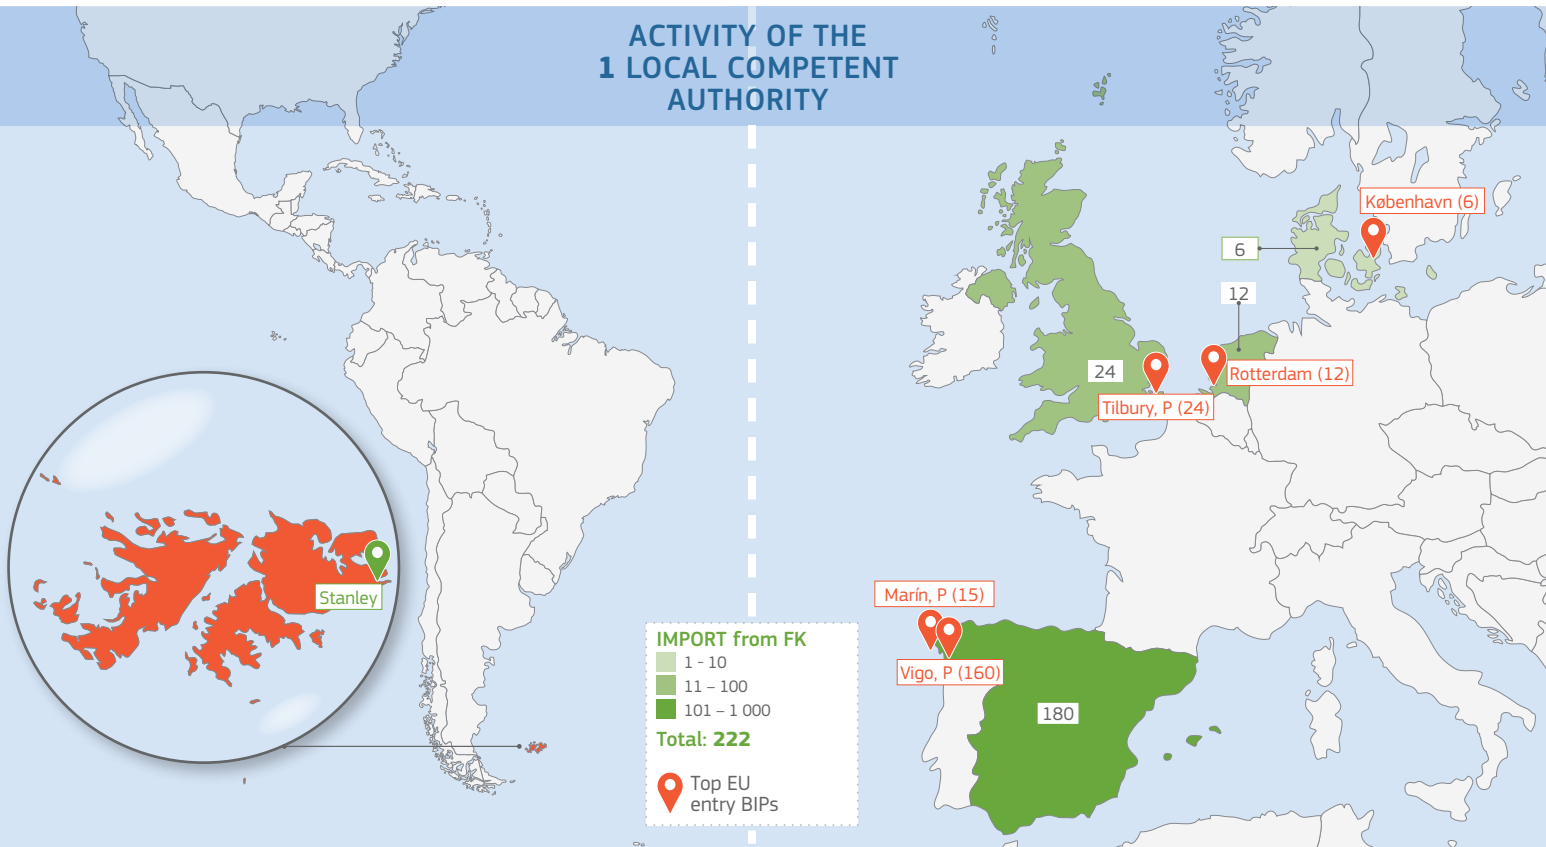 ACTIVITY OF THE
1 LOCAL COMPETENT
AUTHORITY
København (6)
6
12
24
Rotterdam (12)
Tilbury, P (24)
Stanley
Marín, P (15)
Vigo, P (160)
180
IMPORT from FK
1 - 10
11 – 100
101 – 1 000
Total: 222
Top EU
entry BIPs